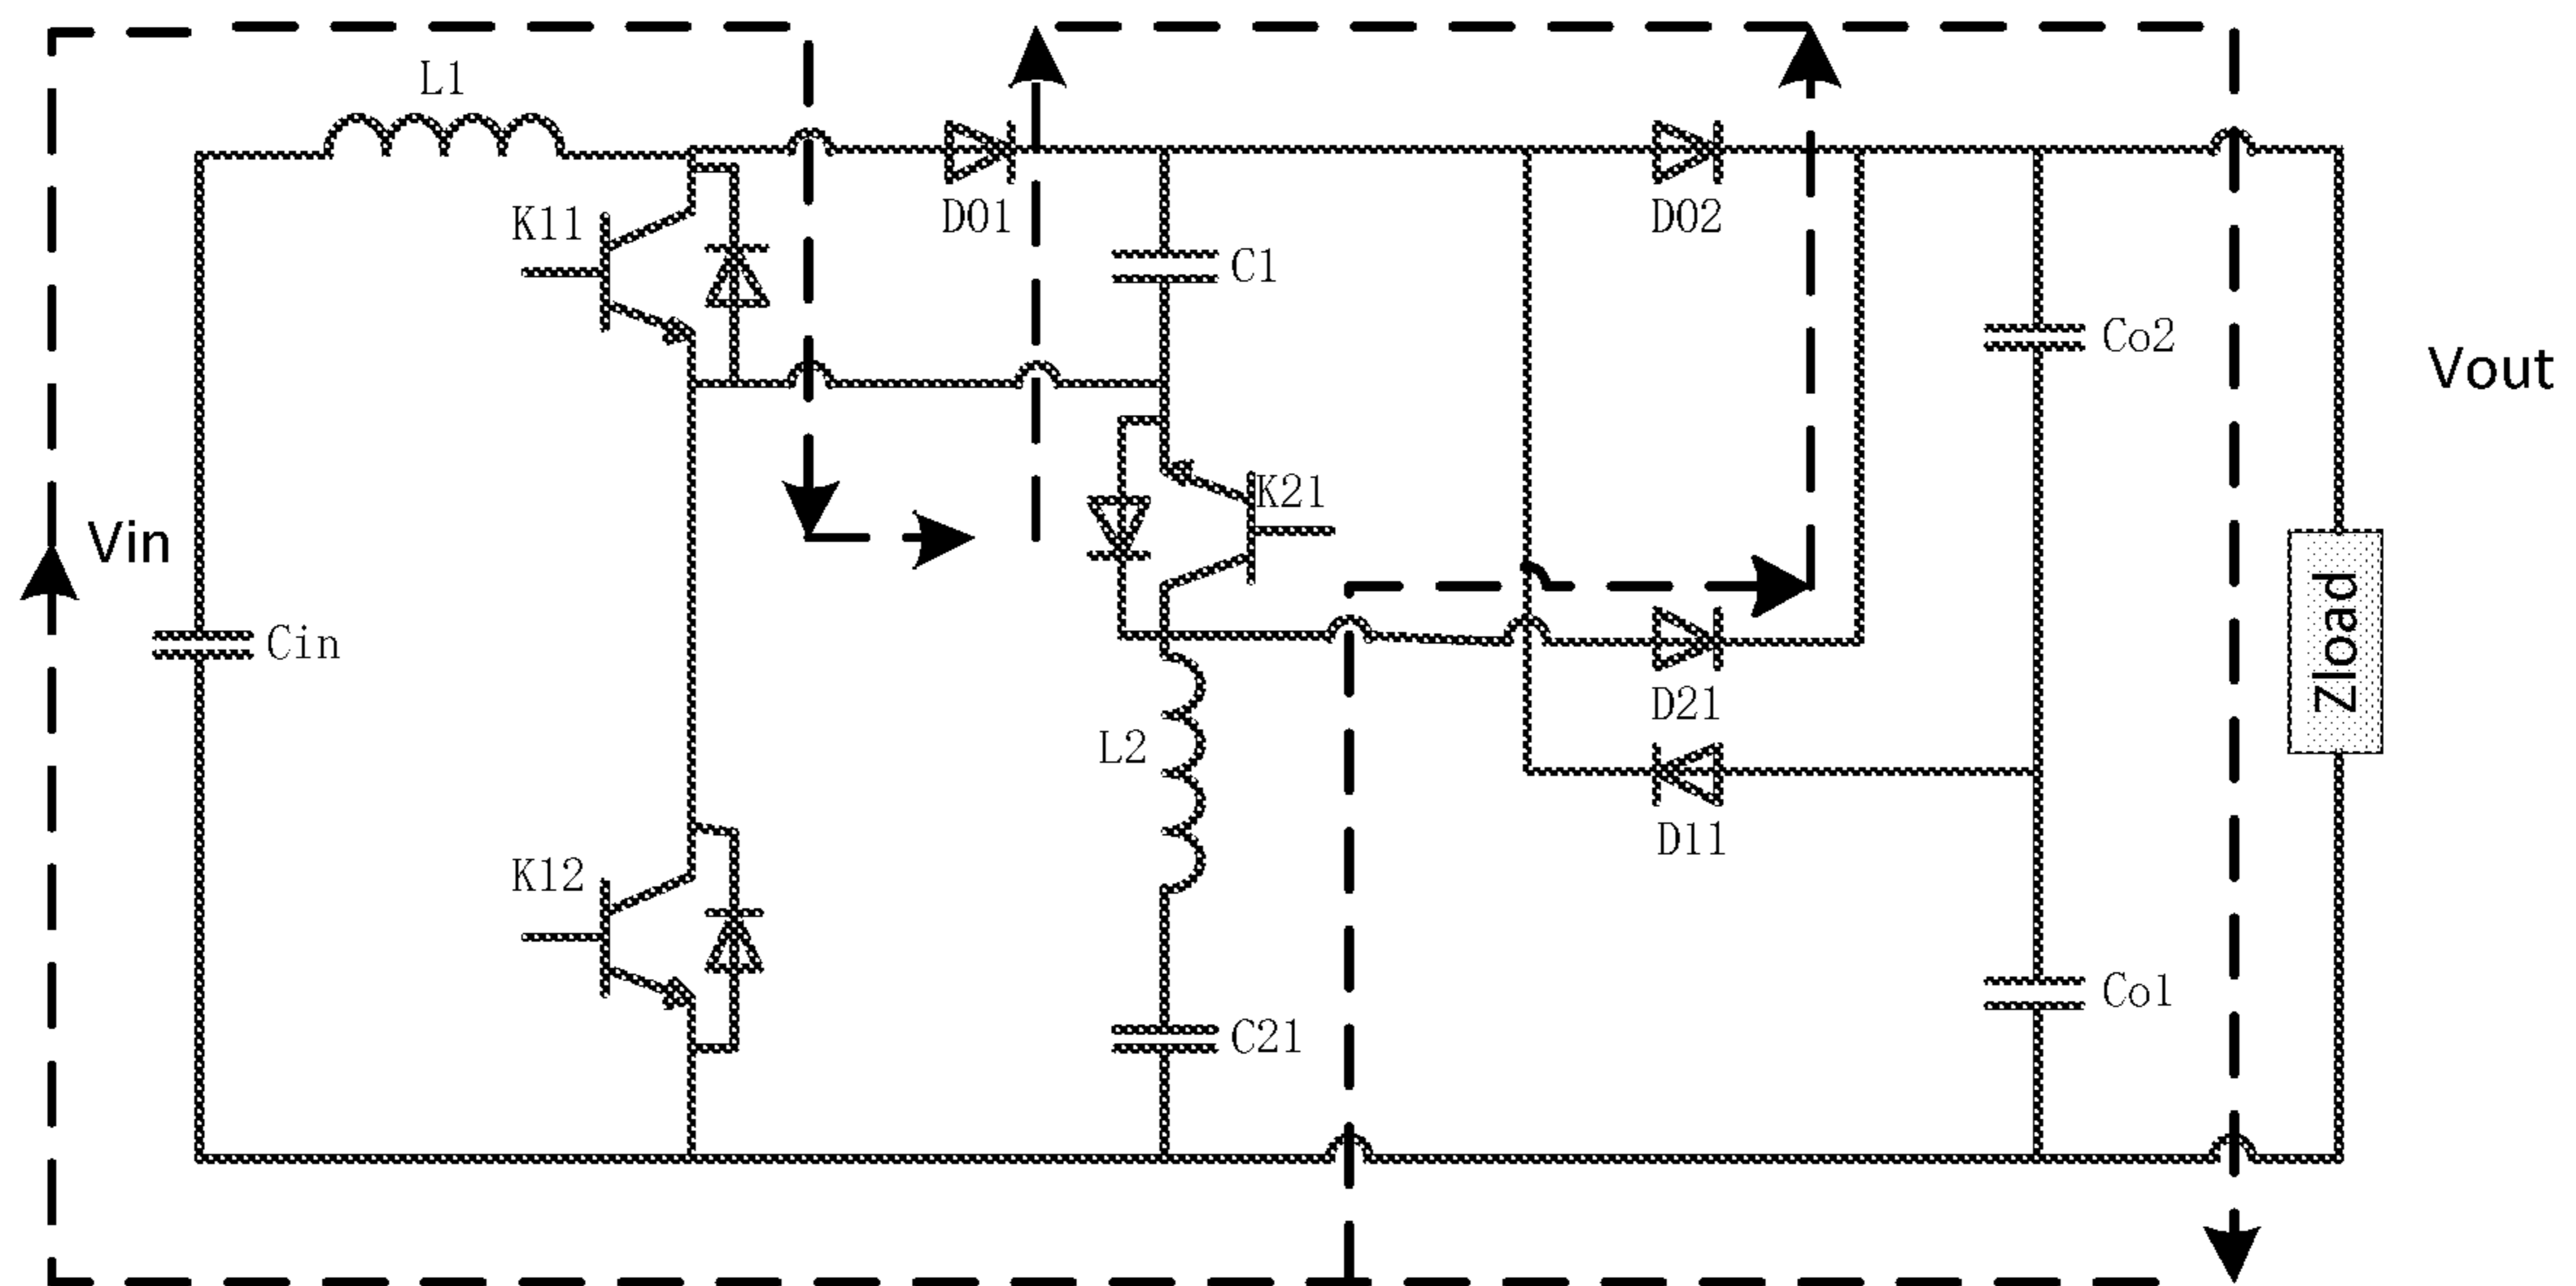 L1
K11
D01
C1
D02
Co2
Vout
K21
Vin
Cin
Zload
D21
L2
D11
K12
Co1
C21